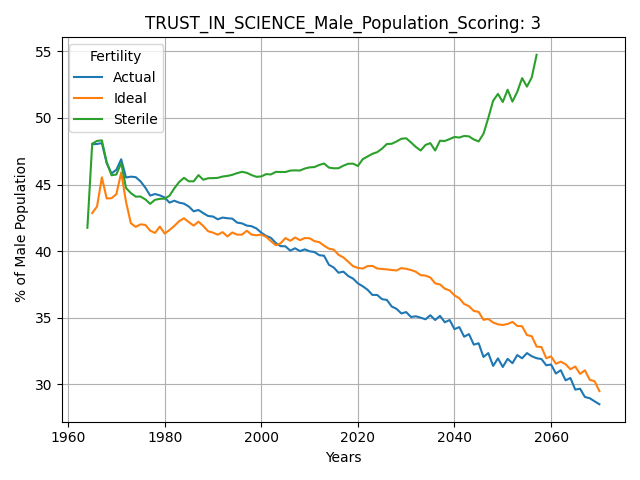 TRUST_IN_SCIENCE_Male_Population_Scoring: 3
Fertility
Actual
Ideal
Sterile
% of Male Population
55
50
45
40
35
30
1960
1980
2000
2020
2040
2060
Years